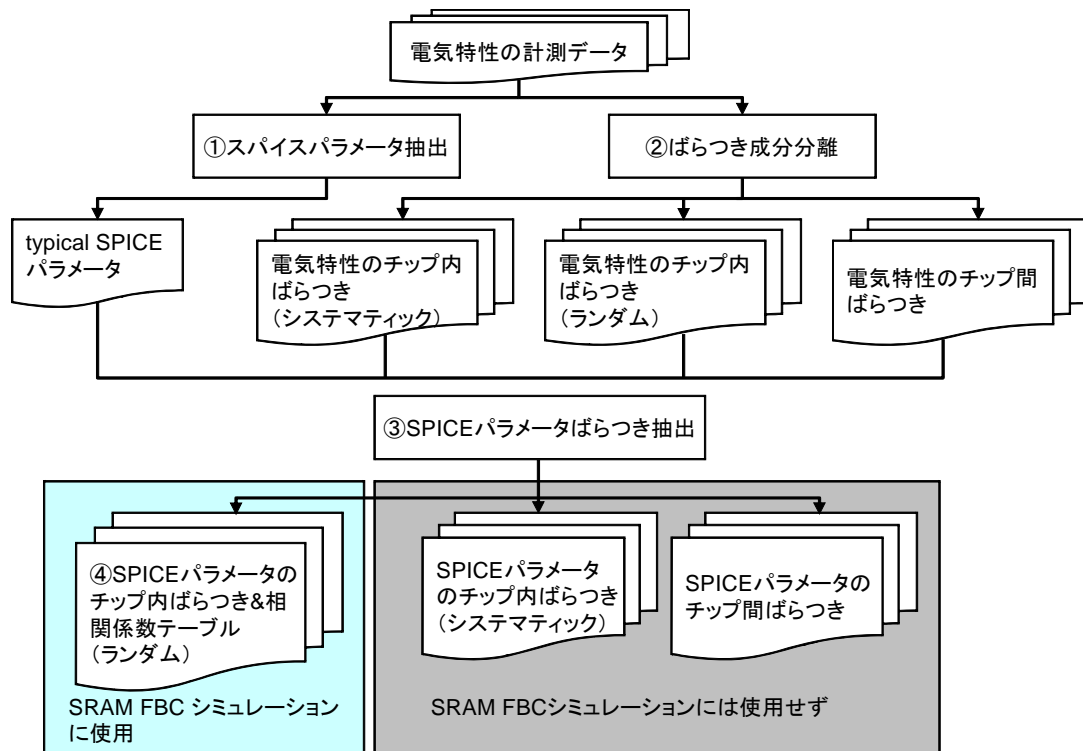 電気特性の計測データ
①スパイスパラメータ抽出
②ばらつき成分分離
typical SPICE
パラメータ
電気特性のチップ内
ばらつき
(システマティック)
電気特性のチップ内
ばらつき
(ランダム)
電気特性のチップ間
ばらつき
③SPICEパラメータばらつき抽出
④SPICEパラメータの
チップ内ばらつき&相
関係数テーブル
(ランダム)
SPICEパラメータ
のチップ内ばらつき
(システマティック)
SPICEパラメータの
チップ間ばらつき
SRAM FBC シミュレーション
に使用
SRAM FBCシミュレーションには使用せず